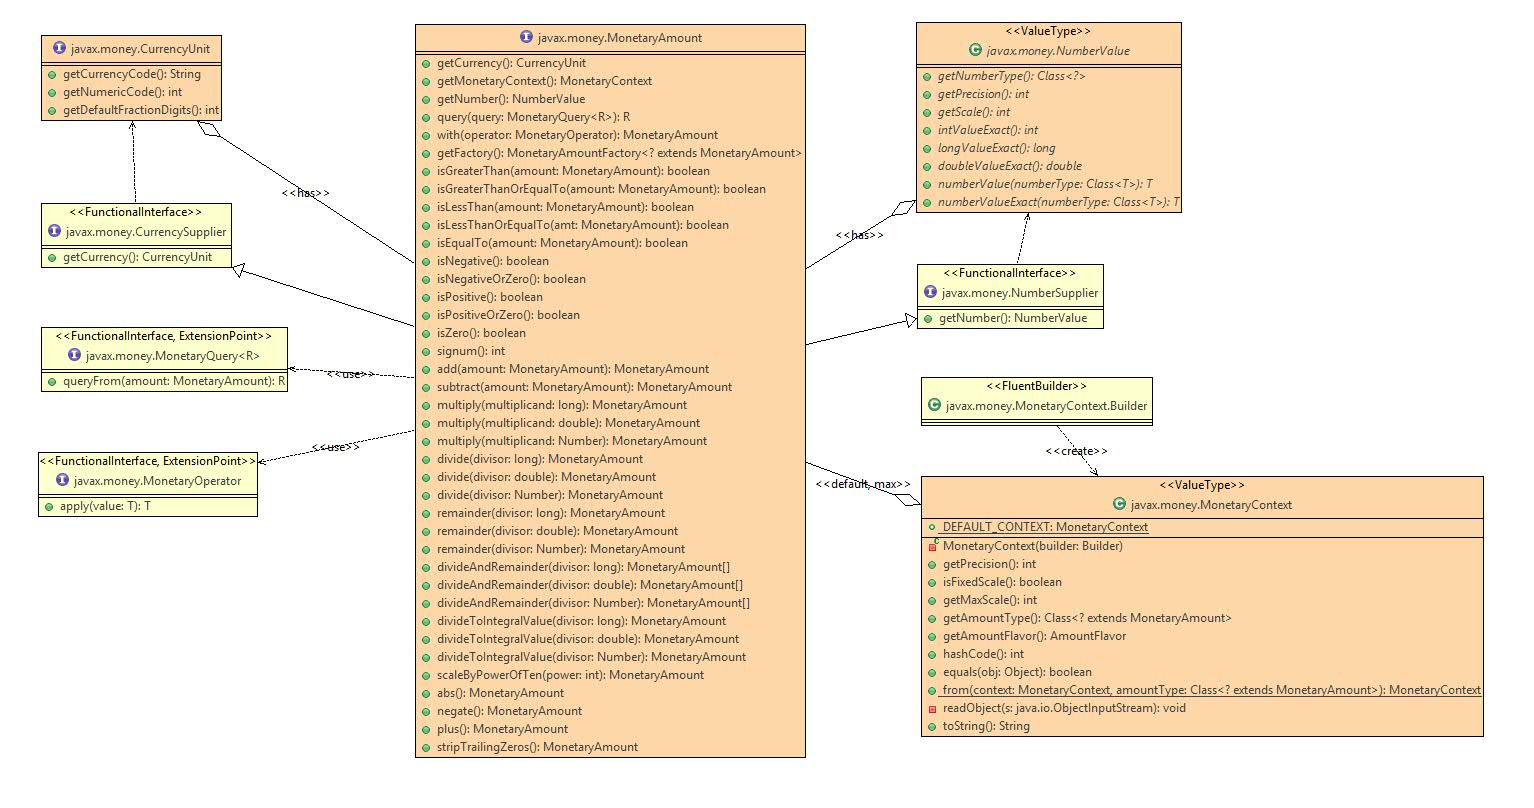 javax.money.CurrencyUnit
getCurrencyCode(): String
getNumericCode(): int
getDefaultFractionDigits(): int
<<has>>
<<FunctionalInterface>>
javax.money.CurrencySupplier
getCurrency(): CurrencyUnit
<<FunctionalInterface, ExtensionPoint>>
javax.money.MonetaryQuery<R>
queryFrom(amount: MonetaryAmount): R
<<use>>
<<FunctionalInterface, ExtensionPoint>>
javax.money.MonetaryOperator
apply(value: T): T
<<use>>
javax.money.MonetaryAmount
getCurrency(): CurrencyUnit
getMonetaryContext(): MonetaryContext
getNumber(): NumberValue
query(query: MonetaryQuery<R>): R
with(operator: MonetaryOperator): MonetaryAmount
getFactory(): MonetaryAmountFactory<? extends MonetaryAmount>
isGreaterThan(amount: MonetaryAmount): boolean
isGreaterThanOrEqualTo(amount: MonetaryAmount): boolean
isLessThan(amount: MonetaryAmount): boolean
isLessThanOrEqualTo(amt: MonetaryAmount): boolean
isEqualTo(amount: MonetaryAmount): boolean
isNegative(): boolean
isNegativeOrZero(): boolean
isPositive(): boolean
isPositiveOrZero(): boolean
isZero(): boolean
signum(): int
add(amount: MonetaryAmount): MonetaryAmount
subtract(amount: MonetaryAmount): MonetaryAmount
multiply(multiplicand: long): MonetaryAmount
multiply(multiplicand: double): MonetaryAmount
multiply(multiplicand: Number): MonetaryAmount
divide(divisor: long): MonetaryAmount
divide(divisor: double): MonetaryAmount
divide(divisor: Number): MonetaryAmount
remainder(divisor: long): MonetaryAmount
remainder(divisor: double): MonetaryAmount
remainder(divisor: Number): MonetaryAmount
divideAndRemainder(divisor: long): MonetaryAmount[]
divideAndRemainder(divisor: double): MonetaryAmount[]
divideAndRemainder(divisor: Number): MonetaryAmount[]
divideToIntegralValue(divisor: long): MonetaryAmount
divideToIntegralValue(divisor: double): MonetaryAmount
divideToIntegralValue(divisor: Number): MonetaryAmount
scaleByPowerOfTen(power: int): MonetaryAmount
abs(): MonetaryAmount
negate(): MonetaryAmount
plus(): MonetaryAmount
stripTrailingZeros(): MonetaryAmount
<<ValueType>>
javax.money.NumberValue
getNumberType(): Class<?>
getPrecision(): int
getScale(): int
intValueExact(): int
longValueExact(): long
doubleValueExact(): double
numberValue(numberType: Class<T>): T
numberValueExact(numberType: Class<T>): T
<<has>>
<<FunctionalInterface>>
javax.money.NumberSupplier
getNumber(): NumberValue
<<FluentBuilder>>
javax.money.MonetaryContext.Builder
<<create>>
<<default, max>>
<<ValueType>>
javax.money.MonetaryContext
DEFAULT_CONTEXT: MonetaryContext
MonetaryContext(builder: Builder)
getPrecision(): int
isFixedScale(): boolean
getMaxScale(): int
getAmountType(): Class<? extends MonetaryAmount>
getAmountFlavor(): AmountFlavor
hashCode(): int
equals(obj: Object): boolean
from(context: MonetaryContext, amountType: Class<? extends MonetaryAmount>): MonetaryContext
readObject(s: java.io.ObjectInputStream): void
toString(): String